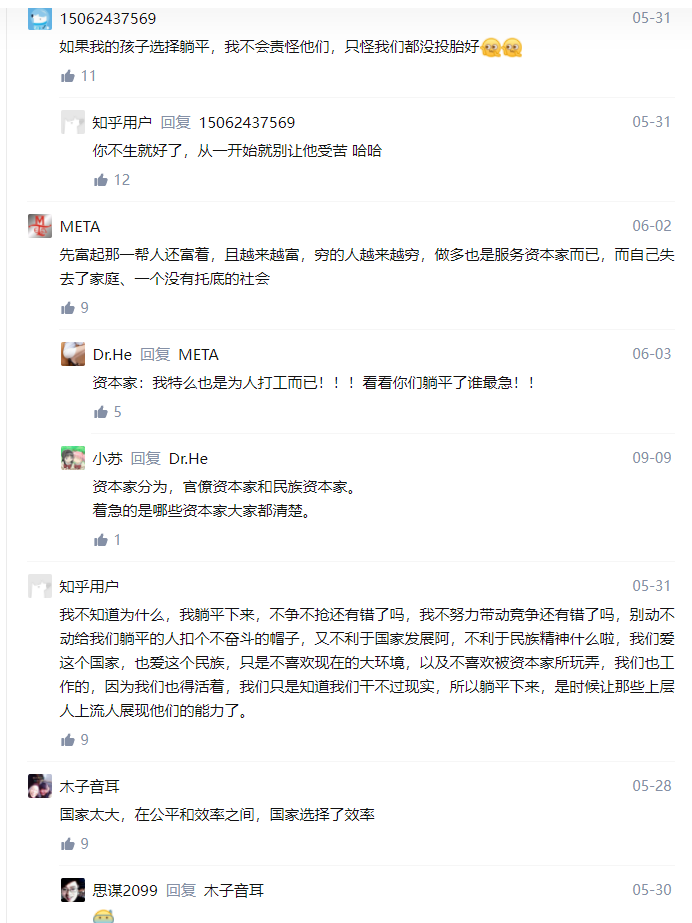 15062437569 05-31
如果我的孩子选择躺平，我不会责怪他们，只怪我们都没投胎好
11
知乎用户 回复 15062437569 05-31
你不生就好了，从一开始就别让他受苦 哈哈
12
META 06-02
先富起那一帮人还富着，且越来越富，穷的人越来越穷，做多也是服务资本家而已，而自己失
去了家庭、一个没有托底的社会
9
Dr.He 回复 META 06-03
资本家：我特么也是为人打工而已！！！看看你们躺平了谁最急！！
5
小苏 回复 Dr.He 09-09
资本家分为，官僚资本家和民族资本家。
着急的是哪些资本家大家都清楚。
1
知乎用户 05-31
我不知道为什么，我躺平下来，不争不抢还有错了吗，我不努力带动竞争还有错了吗，别动不
动给我们躺平的人扣个不奋斗的帽子，又不利于国家发展阿，不利于民族精神什么啦，我们爱
这个国家，也爱这个民族，只是不喜欢现在的大环境，以及不喜欢被资本家所玩弄，我们也工
作的，因为我们也得活着，我们只是知道我们干不过现实，所以躺平下来，是时候让那些上层
人上流人展现他们的能力了。
9
木子音耳 05-28
国家太大，在公平和效率之间，国家选择了效率
9
思谋2099 回复 木子音耳 05-30